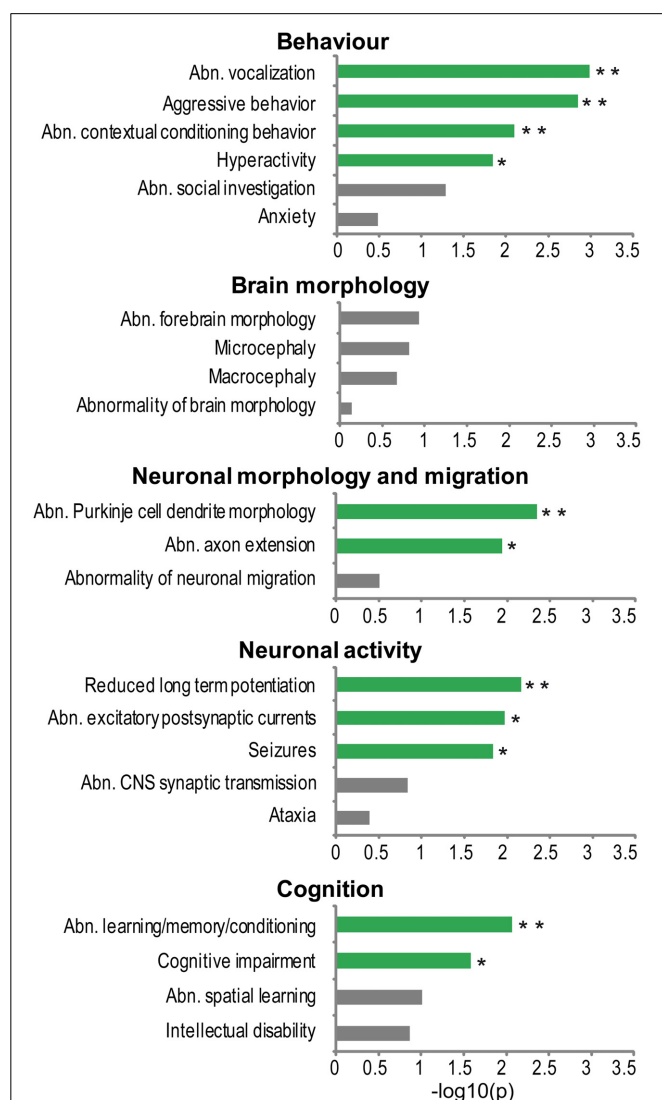 Behaviour
Abn. vocalization * *
Aggressive behavior * *
Abn. contextual conditioning behavior * *
Hyperactivity *
Abn. social investigation
Anxiety
0 0.5 1 1.5 2 2.5 3 3.5
Brain morphology
Abn. forebrain morphology
Microcephaly
Macrocephaly
Abnormality of brain morphology
0 0.5 1 1.5 2 2.5 3 3.5
Neuronal morphology and migration
Abn. Purkinje cell dendrite morphology * *
Abn. axon extension *
Abnormality of neuronal migration
0 0.5 1 1.5 2 2.5 3 3.5
Neuronal activity
Reduced long term potentiation * *
Abn. excitatory postsynaptic currents *
Seizures *
Abn. CNS synaptic transmission
Ataxia
0 0.5 1 1.5 2 2.5 3 3.5
Cognition
Abn. learning/memory/conditioning * *
Cognitive impairment *
Abn. spatial learning
Intellectual disability
0 0.5 1 1.5 2 2.5 3 3.5
-log10(p)